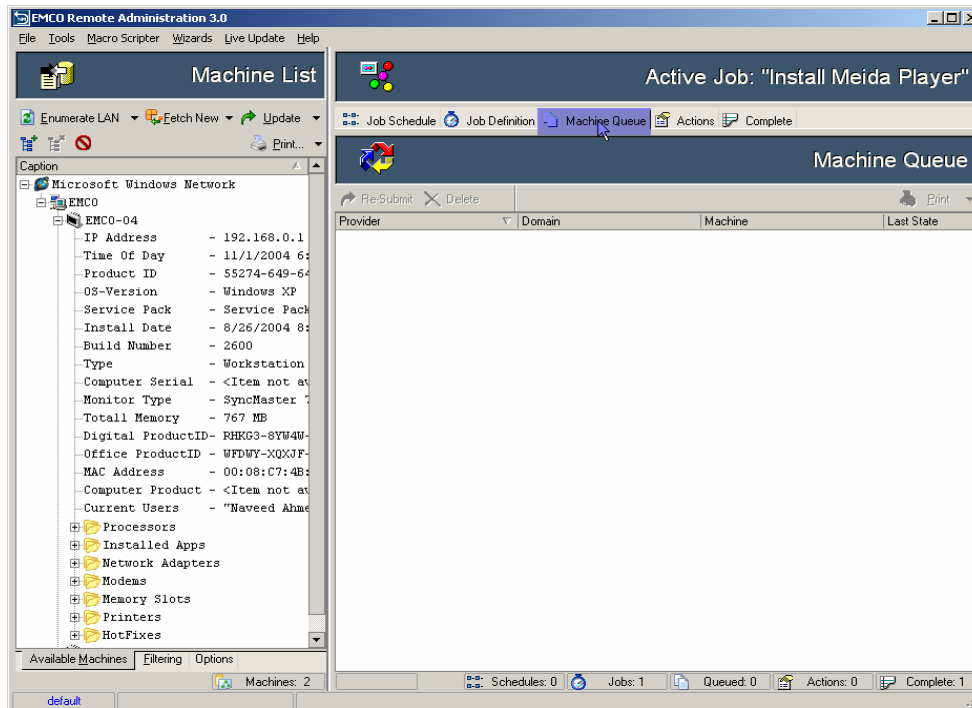 EMCO Remote Administration 3.0
File Tools Macro Scripter Wizards Live Update Help
Machine List
Active Job: "Install Meida Player"
Enumerate LAN Fetch New Update
Job Schedule Job Definition Machine Queue Actions Complete
Print...
Machine Queue
Caption
Re-Submit Delete Print
Provider Domain Machine Last State
Microsoft Windows Network
EMCO
EMCO-04
IP Address - 192.168.0.1
Time Of Day - 11/1/2004 6:
Product ID - 55274-649-64
OS-Version - Windows XP
Service Pack - Service Pack
Install Date - 8/26/2004 8:
Build Number - 2600
Type - Workstation
Computer Serial - <Item not av
Monitor Type - SyncMaster 7
Totall Memory - 767 MB
Digital ProductID- RHKG3-8YW4W-
Office ProductID - WFDWY-XQXJF-
MAC Address - 00:08:C7:4B:
Computer Product - <Item not av
Current Users - "Naveed Ahme
Processors
Installed Apps
Network Adapters
Modems
Memory Slots
Printers
HotFixes
Available Machines Filtering Options
Machines: 2
Schedules: 0 Jobs: 1 Queued: 0 Actions: 0 Complete: 1
default